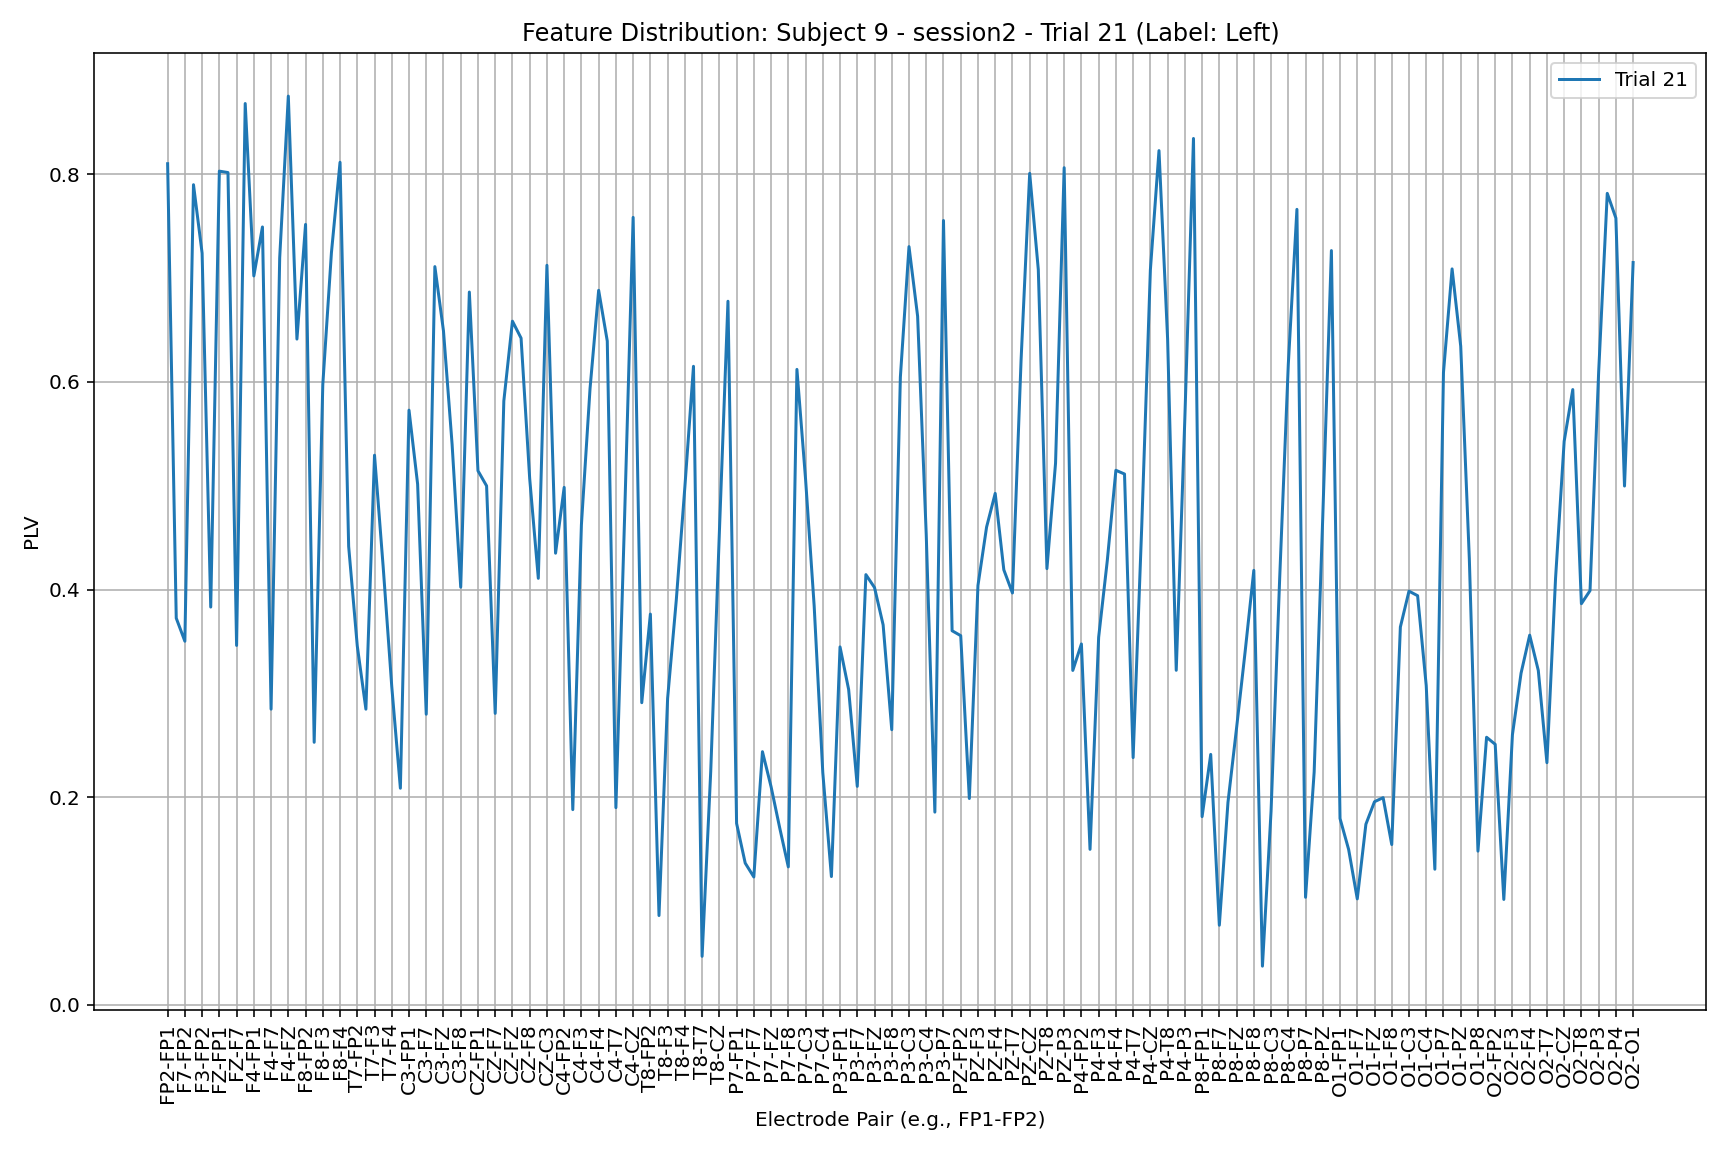 Feature Distribution: Subject 9 - session2 - Trial 21 (Label: Left)
Trial 21
PLV
0.8
0.6
0.4
0.2
0.0
FP2-FP1
F7-FP2
F3-FP2
FZ-FP1
FZ-F7
F4-FP1
F4-F7
F4-FZ
F8-FP2
F8-F3
F8-F4
T7-FP2
T7-F3
T7-F4
C3-FP1
C3-F7
C3-FZ
C3-F8
CZ-FP1
CZ-F7
CZ-FZ
CZ-F8
CZ-C3
C4-FP2
C4-F3
C4-F4
C4-T7
C4-CZ
T8-FP2
T8-F3
T8-F4
T8-T7
T8-CZ
P7-FP1
P7-F7
P7-FZ
P7-F8
P7-C3
P7-C4
P3-FP1
P3-F7
P3-FZ
P3-F8
P3-C3
P3-C4
P3-P7
PZ-FP2
PZ-F3
PZ-F4
PZ-T7
PZ-CZ
PZ-T8
PZ-P3
P4-FP2
P4-F3
P4-F4
P4-T7
P4-CZ
P4-T8
P4-P3
P8-FP1
P8-F7
P8-FZ
P8-F8
P8-C3
P8-C4
P8-P7
P8-PZ
O1-FP1
O1-F7
O1-FZ
O1-F8
O1-C3
O1-C4
O1-P7
O1-PZ
O1-P8
O2-FP2
O2-F3
O2-F4
O2-T7
O2-CZ
O2-T8
O2-P3
O2-P4
O2-O1
Electrode Pair (e.g., FP1-FP2)